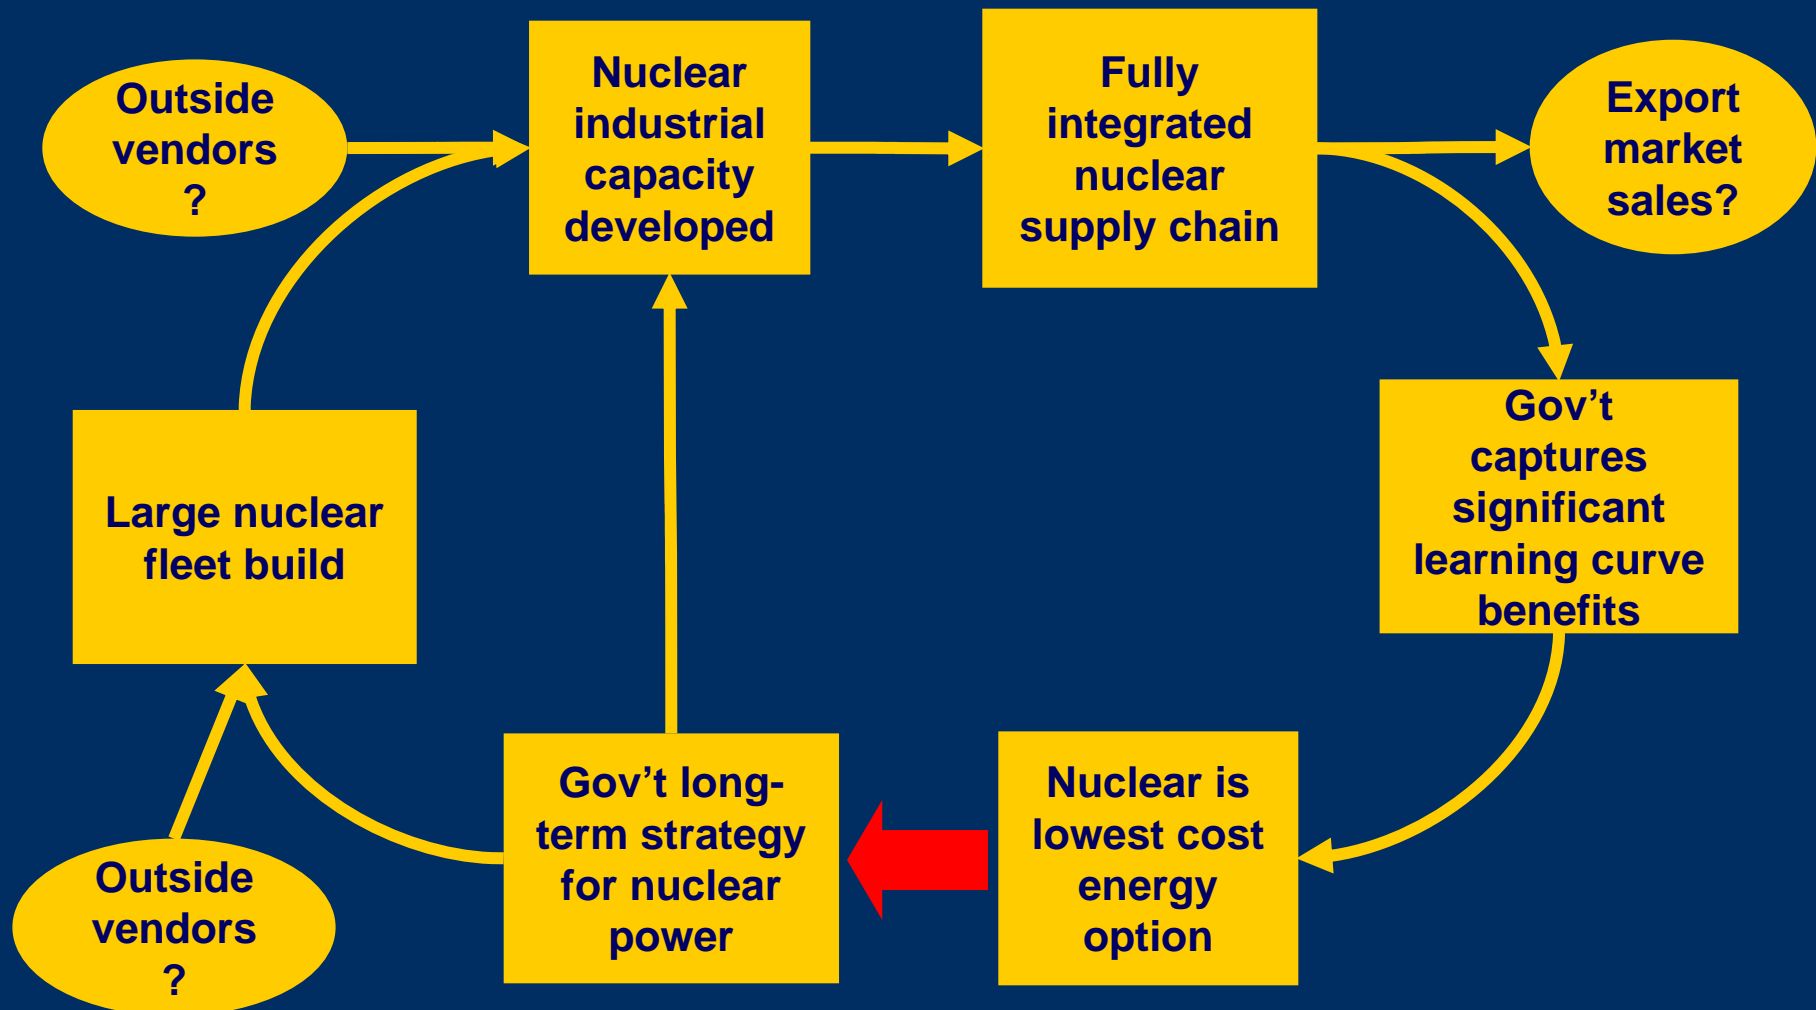 Outside
vendors
?
Nuclear
industrial
capacity
developed
Fully
integrated
nuclear
supply chain
Export
market
sales?
Large nuclear
fleet build
Gov’t
captures
significant
learning curve
benefits
Outside
vendors
?
Gov’t long-
term strategy
for nuclear
power
Nuclear is
lowest cost
energy
option